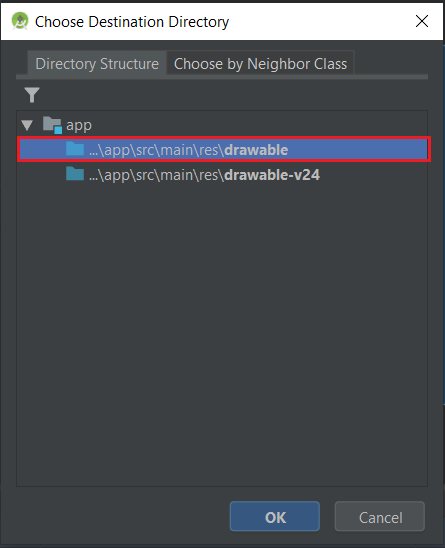 Choose Destination Directory
Directory Structure
Choose by Neighbor Class
app
...\app\src\main\res\drawable
...\app\src\main\res\drawable-v24
OK
Cancel